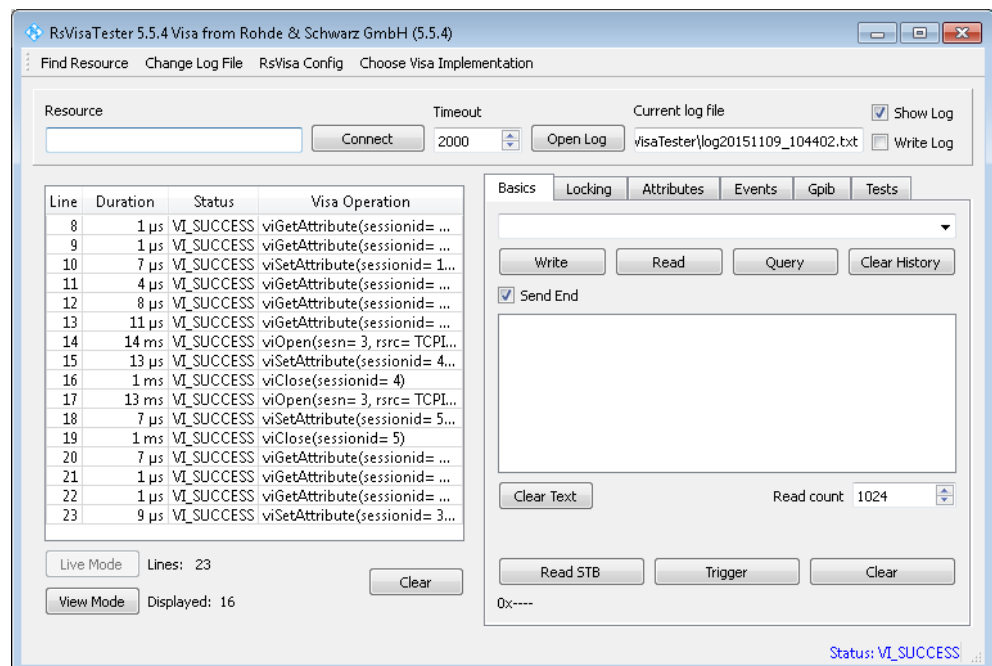 RsVisaTester 5.5.4 Visa from Rohde & Schwarz GmbH (5.5.4)
Find Resource Change Log File RsVisa Config Choose Visa Implementation
Resource Timeout Current log file Show Log
Connect 2000 Open Log visaTester\log20151109_104402.txt Write Log
Basics Locking Attributes Events Gpib Tests
Line Duration Status Visa Operation
8 1 µs VI_SUCCESS viGetAttribute(sessionid= ...
9 1 µs VI_SUCCESS viGetAttribute(sessionid= ...
10 7 µs VI_SUCCESS viSetAttribute(sessionid= 1...
11 4 µs VI_SUCCESS viGetAttribute(sessionid= ...
12 8 µs VI_SUCCESS viGetAttribute(sessionid= ...
13 11 µs VI_SUCCESS viGetAttribute(sessionid= ...
14 14 ms VI_SUCCESS viOpen(sesn= 3, rsrc= TCPI...
15 13 µs VI_SUCCESS viSetAttribute(sessionid= 4...
16 1 ms VI_SUCCESS viClose(sessionid= 4)
17 13 ms VI_SUCCESS viOpen(sesn= 3, rsrc= TCPI...
18 7 µs VI_SUCCESS viSetAttribute(sessionid= 5...
19 1 ms VI_SUCCESS viClose(sessionid= 5)
20 7 µs VI_SUCCESS viGetAttribute(sessionid= ...
21 1 µs VI_SUCCESS viGetAttribute(sessionid= ...
22 1 µs VI_SUCCESS viGetAttribute(sessionid= ...
23 9 µs VI_SUCCESS viSetAttribute(sessionid= 3...
Live Mode Lines: 23
View Mode Displayed: 16
Clear
Write Read Query Clear History
Send End
Clear Text Read count 1024
Read STB Trigger Clear
0x----
Status: VI_SUCCESS